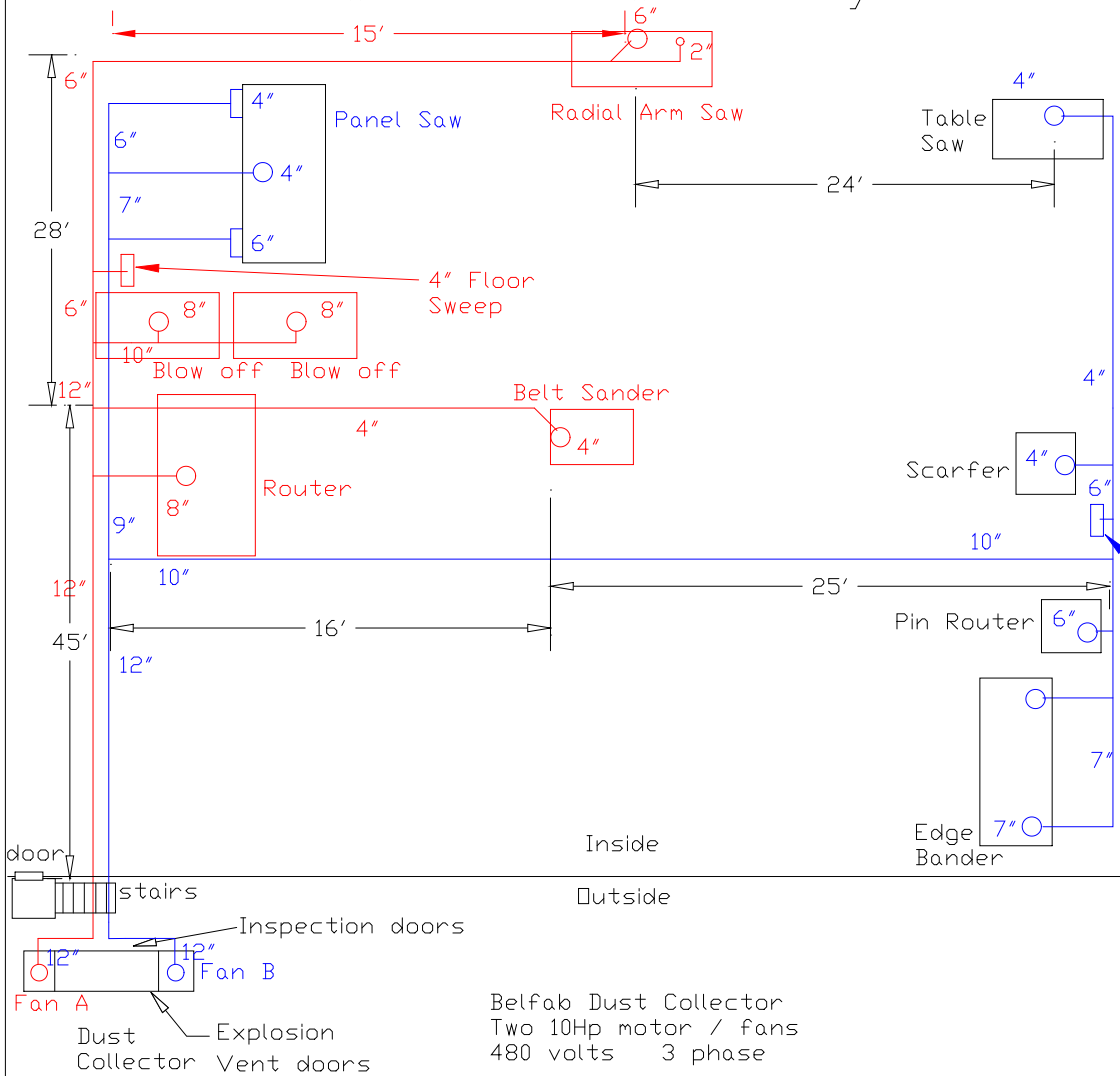 6"
15'
2"
Radial Arm Saw
6"
4"
Panel Saw
6"
4"
7"
6"
28'
4"
Table
Saw
24'
4" Floor
Sweep
6"
8"
8"
10"
Blow off
Blow off
12"
Belt Sander
4"
4"
4"
Router
8"
Scarfer
4"
6"
9"
10"
10"
12"
25'
16'
45'
Pin Router
6"
12"
7"
7"
Edge
Bander
Inside
door
stairs
Outside
Inspection doors
12"
12"
Fan B
Fan A
Dust
Collector
Explosion
Vent doors
Belfab Dust Collector
Two 10Hp motor / fans
480 volts 3 phase